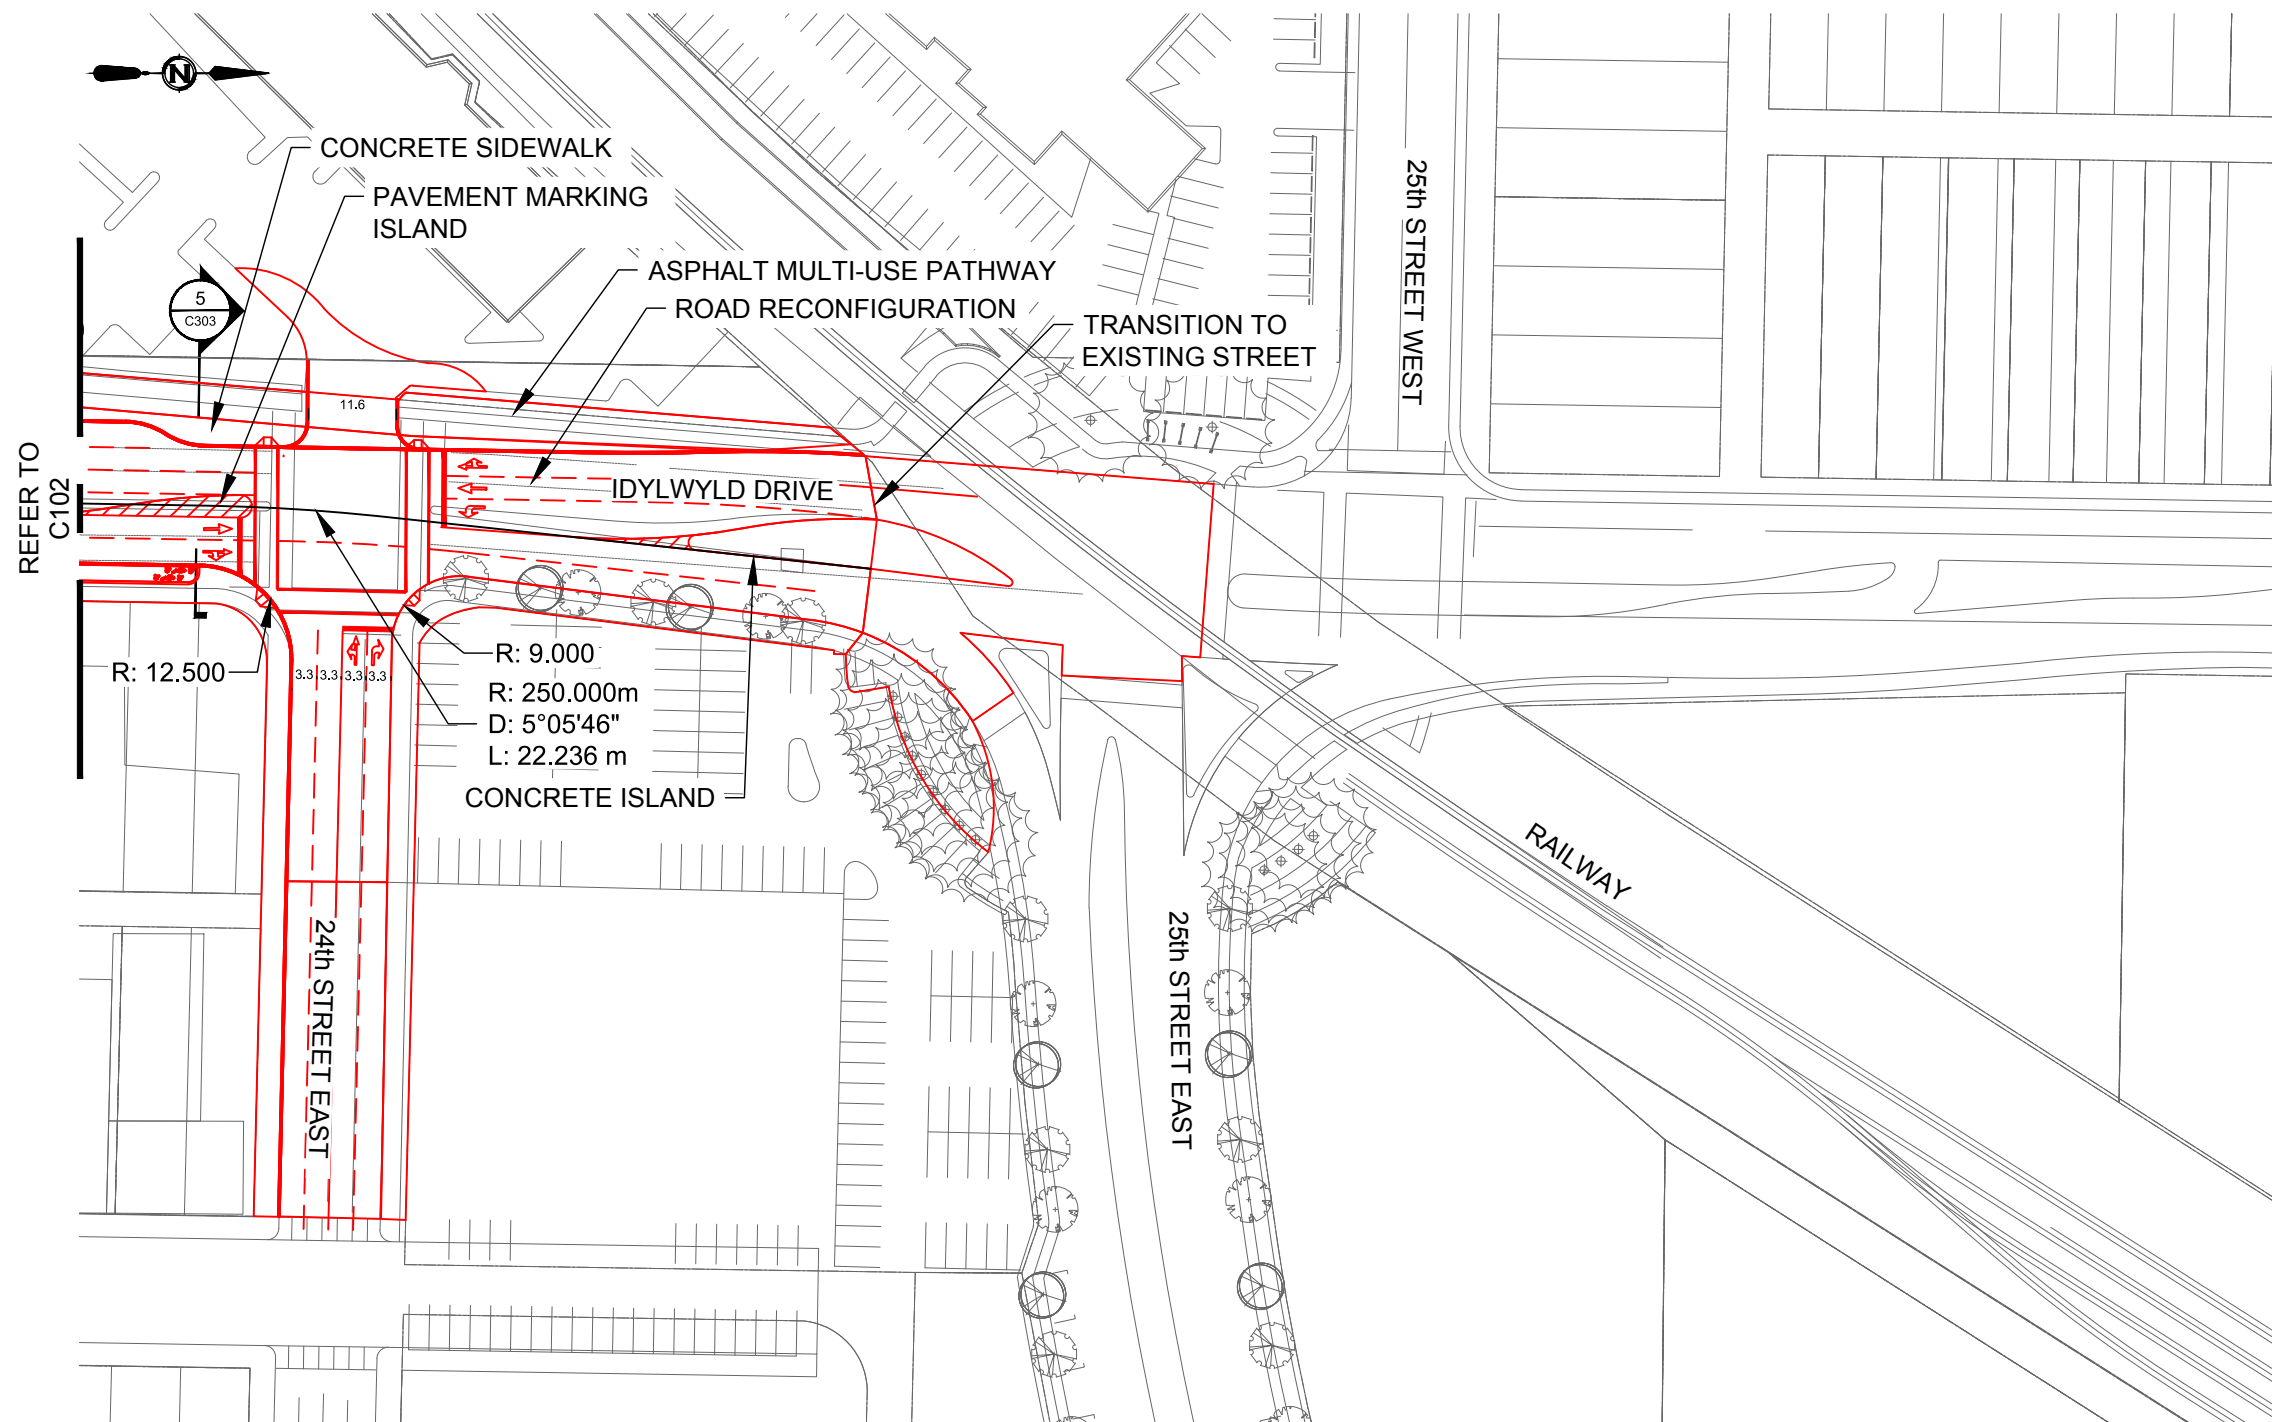 N
CONCRETE SIDEWALK
PAVEMENT MARKING
ISLAND
ASPHALT MULTI-USE PATHWAY
ROAD RECONFIGURATION
TRANSITION TO
EXISTING STREET
25th STREET WEST
5
C303
11.6
REFER TO
C102
IDYLWYLD DRIVE
R: 12.500
R: 9.000
3.3 3.3 3.3 3.3
R: 250.000m
D: 5°05'46"
L: 22.236 m
CONCRETE ISLAND
RAILWAY
24th STREET EAST
25th STREET EAST